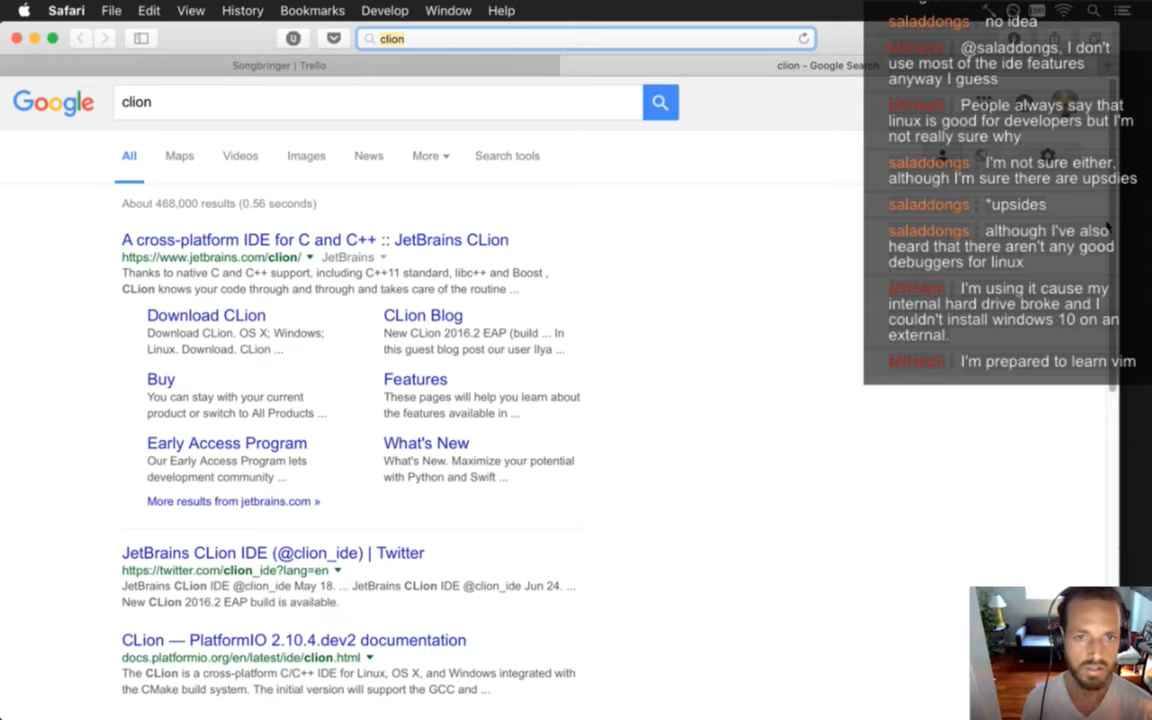 Safari File Edit View History Bookmarks Develop Window Help
clion
Songbringer | Trello
clion - Google Search
Google
clion
All Maps Videos Images News More Search tools
About 468,000 results (0.56 seconds)
A cross-platform IDE for C and C++ :: JetBrains CLion
https://www.jetbrains.com/clion/ JetBrains
Thanks to native C and C++ support, including C++11 standard, libc++ and Boost ,
CLion knows your code through and through and takes care of the routine ...
Download CLion
Download CLion. OS X; Windows;
Linux. Download. CLion ...
CLion Blog
New CLion 2016.2 EAP (build ... In
this guest blog post our user Ilya ...
Buy
You can stay with your current
product or switch to All Products ...
Features
These pages will help you learn about
the features available in ...
Early Access Program
Our Early Access Program lets
development community ...
What's New
What's New. Maximize your potential
with Python and Swift ...
More results from jetbrains.com »
JetBrains CLion IDE (@clion_ide) | Twitter
https://twitter.com/clion_ide?lang=en
JetBrains CLion IDE @clion_ide May 18. ... JetBrains CLion IDE @clion_ide Jun 24. ...
New CLion 2016.2 EAP build is available.
CLion — PlatformIO 2.10.4.dev2 documentation
docs.platformio.org/en/latest/ide/clion.html
The CLion is a cross-platform C/C++ IDE for Linux, OS X, and Windows integrated with
the CMake build system. The initial version will support the GCC and ...
saladdongs no idea
@saladdongs, I don't
use most of the ide features
anyway I guess
People always say that
linux is good for developers but I'm
not really sure why
saladdongs I'm not sure either,
although I'm sure there are upsdies
saladdongs *upsides
saladdongs although I've also
heard that there aren't any good
debuggers for linux
I'm using it cause my
internal hard drive broke and I
couldn't install windows 10 on an
external.
I'm prepared to learn vim